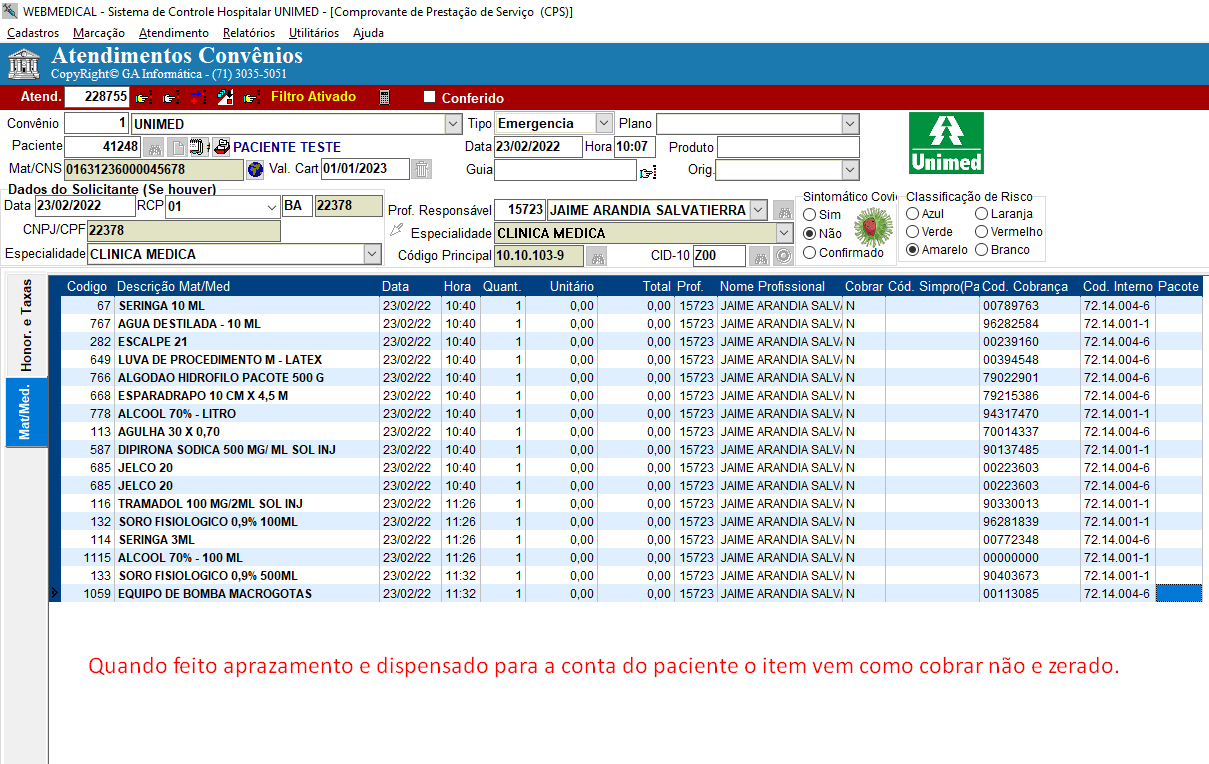 WEBMEDICAL - Sistema de Controle Hospitalar UNIMED - [Comprovante de Prestação de Serviço (CPS)]
Cadastros Marcação Atendimento Relatórios Utilitários Ajuda
Atendimentos Convênios
CopyRight© GA Informática - (71) 3035-5051
Atend. 228755 Filtro Ativado Conferido
Convênio 1 UNIMED Tipo Emergencia Plano
Paciente 41248 PACIENTE TESTE Data 23/02/2022 Hora 10:07 Produto
Unimed
Mat/CNS 01631236000045678 Val. Cart 01/01/2023 Guia Orig.
Dados do Solicitante (Se houver)
Data 23/02/2022 RCP 01 BA 22378
CNPJ/CPF 22378
Especialidade CLINICA MEDICA
Prof. Responsável 15723 JAIME ARANDIA SALVATIERRA
Especialidade CLINICA MEDICA
Código Principal 10.10.103-9 CID-10 Z00
Sintomático Covi
Sim
Não
Confirmado
Classificação de Risco
Azul Laranja
Verde Vermelho
Amarelo Branco
Honor. e Taxas
Mat/Med.
Codigo Descrição Mat/Med Data Hora Quant. Unitário Total Prof. Nome Profissional Cobrar Cód. Simpro(Pa Cod. Cobrança Cod. Interno Pacote
67 SERINGA 10 ML 23/02/22 10:40 1 0,00 0,00 15723 JAIME ARANDIA SALV N 00789763 72.14.004-6
767 AGUA DESTILADA - 10 ML 23/02/22 10:40 1 0,00 0,00 15723 JAIME ARANDIA SALV N 96282584 72.14.001-1
282 ESCALPE 21 23/02/22 10:40 1 0,00 0,00 15723 JAIME ARANDIA SALV N 00239160 72.14.004-6
649 LUVA DE PROCEDIMENTO M - LATEX 23/02/22 10:40 1 0,00 0,00 15723 JAIME ARANDIA SALV N 00394548 72.14.004-6
766 ALGODAO HIDROFILO PACOTE 500 G 23/02/22 10:40 1 0,00 0,00 15723 JAIME ARANDIA SALV N 79022901 72.14.004-6
668 ESPARADRAPO 10 CM X 4,5 M 23/02/22 10:40 1 0,00 0,00 15723 JAIME ARANDIA SALV N 79215386 72.14.004-6
778 ALCOOL 70% - LITRO 23/02/22 10:40 1 0,00 0,00 15723 JAIME ARANDIA SALV N 94317470 72.14.001-1
113 AGULHA 30 X 0,70 23/02/22 10:40 1 0,00 0,00 15723 JAIME ARANDIA SALV N 70014337 72.14.004-6
587 DIPIRONA SODICA 500 MG/ ML SOL INJ 23/02/22 10:40 1 0,00 0,00 15723 JAIME ARANDIA SALV N 90137485 72.14.001-1
685 JELCO 20 23/02/22 10:40 1 0,00 0,00 15723 JAIME ARANDIA SALV N 00223603 72.14.004-6
685 JELCO 20 23/02/22 10:40 1 0,00 0,00 15723 JAIME ARANDIA SALV N 00223603 72.14.004-6
116 TRAMADOL 100 MG/2ML SOL INJ 23/02/22 11:26 1 0,00 0,00 15723 JAIME ARANDIA SALV N 90330013 72.14.001-1
132 SORO FISIOLOGICO 0,9% 100ML 23/02/22 11:26 1 0,00 0,00 15723 JAIME ARANDIA SALV N 96281839 72.14.001-1
114 SERINGA 3ML 23/02/22 11:26 1 0,00 0,00 15723 JAIME ARANDIA SALV N 00772348 72.14.004-6
1115 ALCOOL 70% - 100 ML 23/02/22 11:26 1 0,00 0,00 15723 JAIME ARANDIA SALV N 00000000 72.14.001-1
133 SORO FISIOLOGICO 0,9% 500ML 23/02/22 11:32 1 0,00 0,00 15723 JAIME ARANDIA SALV N 90403673 72.14.001-1
1059 EQUIPO DE BOMBA MACROGOTAS 23/02/22 11:32 1 0,00 0,00 15723 JAIME ARANDIA SALV N 00113085 72.14.004-6
Quando feito aprazamento e dispensado para a conta do paciente o item vem como cobrar não e zerado.